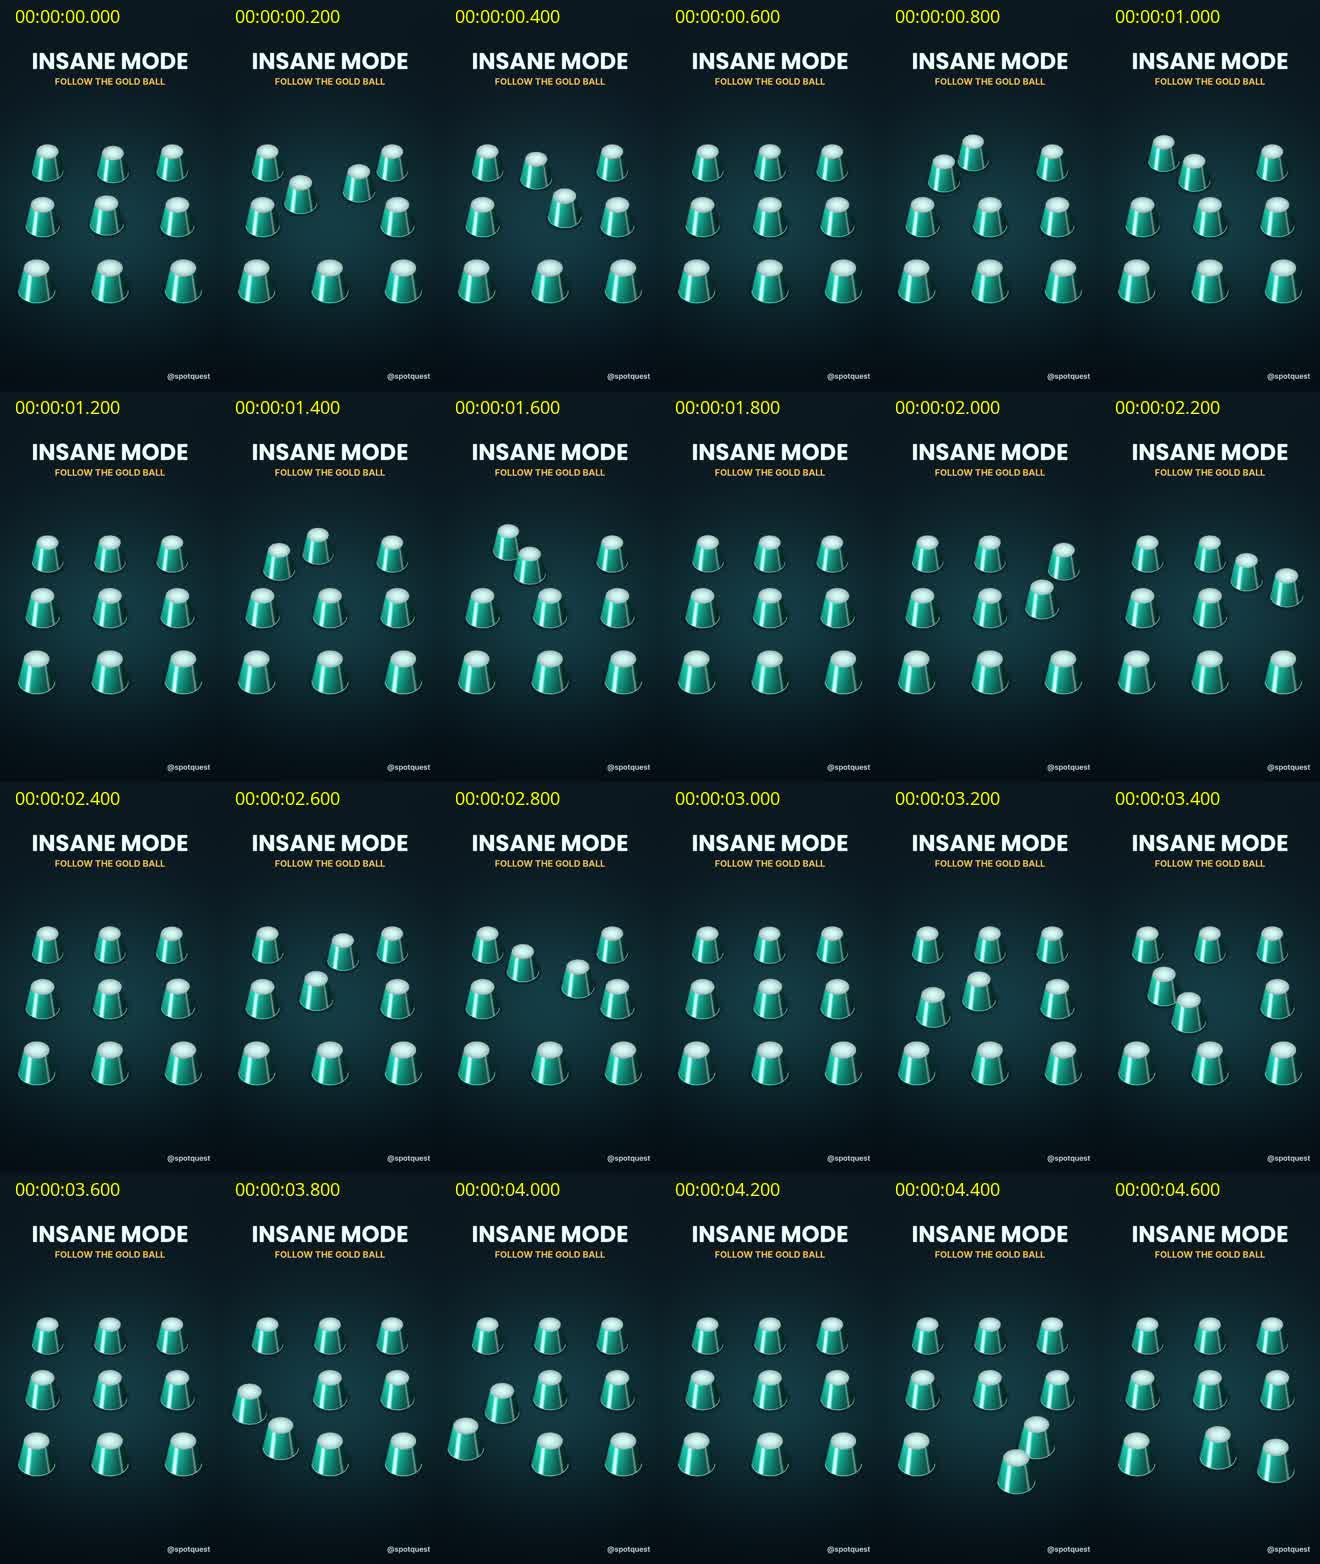 00:00:00.000 00:00:00.200 00:00:00.400 00:00:00.600 00:00:00.800 00:00:01.000
INSANE MODE INSANE MODE INSANE MODE INSANE MODE INSANE MODE INSANE MODE
FOLLOW THE GOLD BALL FOLLOW THE GOLD BALL FOLLOW THE GOLD BALL FOLLOW THE GOLD BALL FOLLOW THE GOLD BALL FOLLOW THE GOLD BALL
@spotquest @spotquest @spotquest @spotquest @spotquest @spotquest
00:00:01.200 00:00:01.400 00:00:01.600 00:00:01.800 00:00:02.000 00:00:02.200
INSANE MODE INSANE MODE INSANE MODE INSANE MODE INSANE MODE INSANE MODE
FOLLOW THE GOLD BALL FOLLOW THE GOLD BALL FOLLOW THE GOLD BALL FOLLOW THE GOLD BALL FOLLOW THE GOLD BALL FOLLOW THE GOLD BALL
@spotquest @spotquest @spotquest @spotquest @spotquest @spotquest
00:00:02.400 00:00:02.600 00:00:02.800 00:00:03.000 00:00:03.200 00:00:03.400
INSANE MODE INSANE MODE INSANE MODE INSANE MODE INSANE MODE INSANE MODE
FOLLOW THE GOLD BALL FOLLOW THE GOLD BALL FOLLOW THE GOLD BALL FOLLOW THE GOLD BALL FOLLOW THE GOLD BALL FOLLOW THE GOLD BALL
@spotquest @spotquest @spotquest @spotquest @spotquest @spotquest
00:00:03.600 00:00:03.800 00:00:04.000 00:00:04.200 00:00:04.400 00:00:04.600
INSANE MODE INSANE MODE INSANE MODE INSANE MODE INSANE MODE INSANE MODE
FOLLOW THE GOLD BALL FOLLOW THE GOLD BALL FOLLOW THE GOLD BALL FOLLOW THE GOLD BALL FOLLOW THE GOLD BALL FOLLOW THE GOLD BALL
@spotquest @spotquest @spotquest @spotquest @spotquest @spotquest